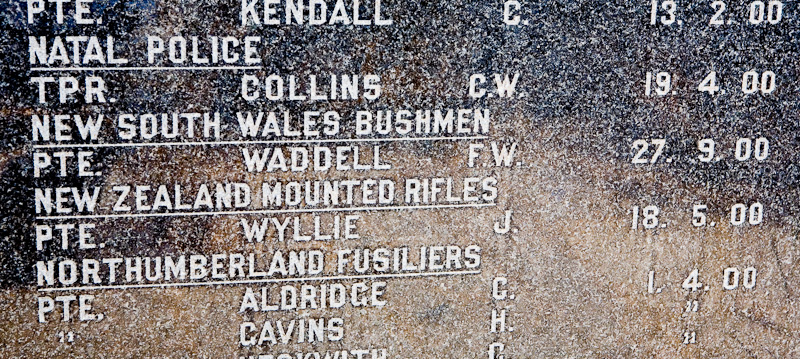 PTE. KENDALL C. 13. 2. 00
NATAL POLICE
TPR. COLLINS C.W. 19. 4. 00
NEW SOUTH WALES BUSHMEN
PTE. WADDELL F.W. 27. 9. 00
NEW ZEALAND MOUNTED RIFLES
PTE. WYLLIE J. 18. 5. 00
NORTHUMBERLAND FUSILIERS
PTE. ALDRIDGE C. 1. 4. 00
" CAVINS H. " "